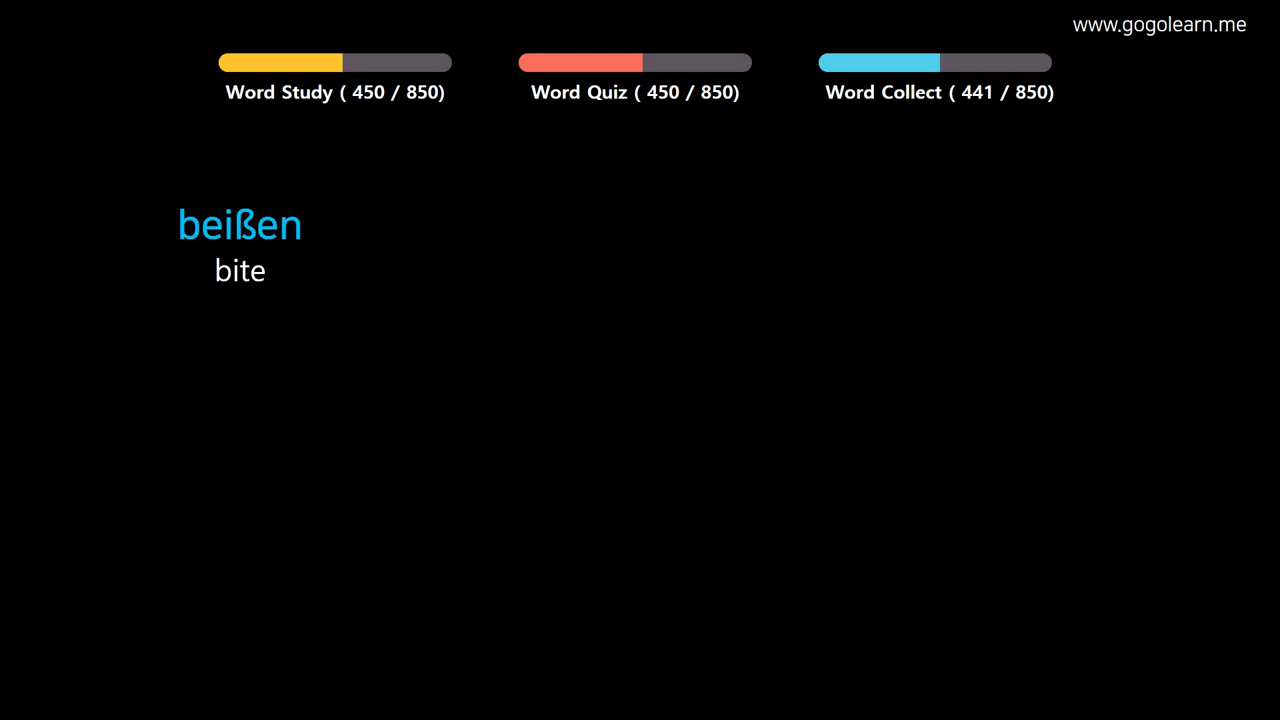 www.gogolearn.me
Word Study ( 450 / 850)
Word Quiz ( 450 / 850)
Word Collect ( 441 / 850)
beißen
bite